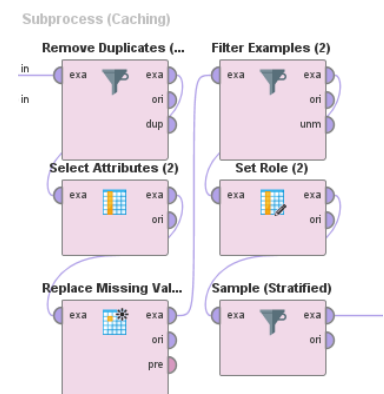 Subprocess (Caching)
Remove Duplicates (...
Filter Examples (2)
in
exa
exa
exa
exa
in
ori
ori
dup
unm
Select Attributes (2)
Set Role (2)
exa
exa
exa
exa
ori
ori
Replace Missing Val...
Sample (Stratified)
exa
exa
exa
exa
ori
ori
pre